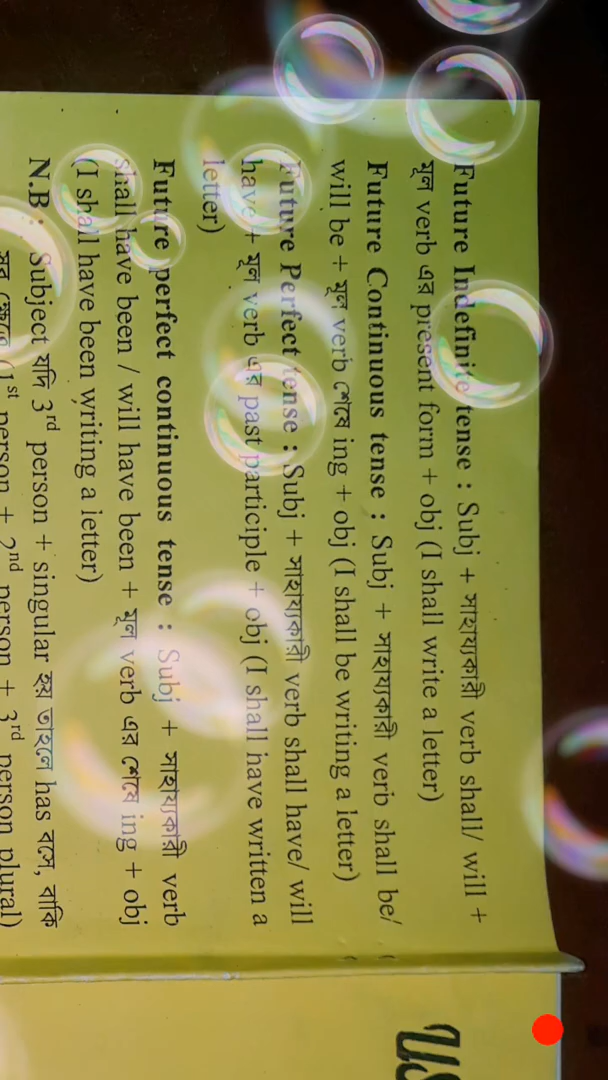 Future Indefinite tense : Subj + সাহায্যকারী verb shall/ will +
মূল verb এর present form + obj (I shall write a letter)
Future Continuous tense : Subj + সাহায্যকারী verb shall be/
will be + মূল verb শেষে ing + obj (I shall be writing a letter)
Future Perfect tense : Subj + সাহায্যকারী verb shall have/ will
have + মূল verb এর past participle + obj (I shall have written a
letter)
Future perfect continuous tense : Subj + সাহায্যকারী verb
shall have been / will have been + মূল verb এর শেষে ing + obj
(I shall have been writing a letter)
N.B : Subject যদি 3rd person + singular হয় তাহলে has বসে, বাকি
সব ক্ষেত্রে (1st person + 2nd person + 3rd person plural)